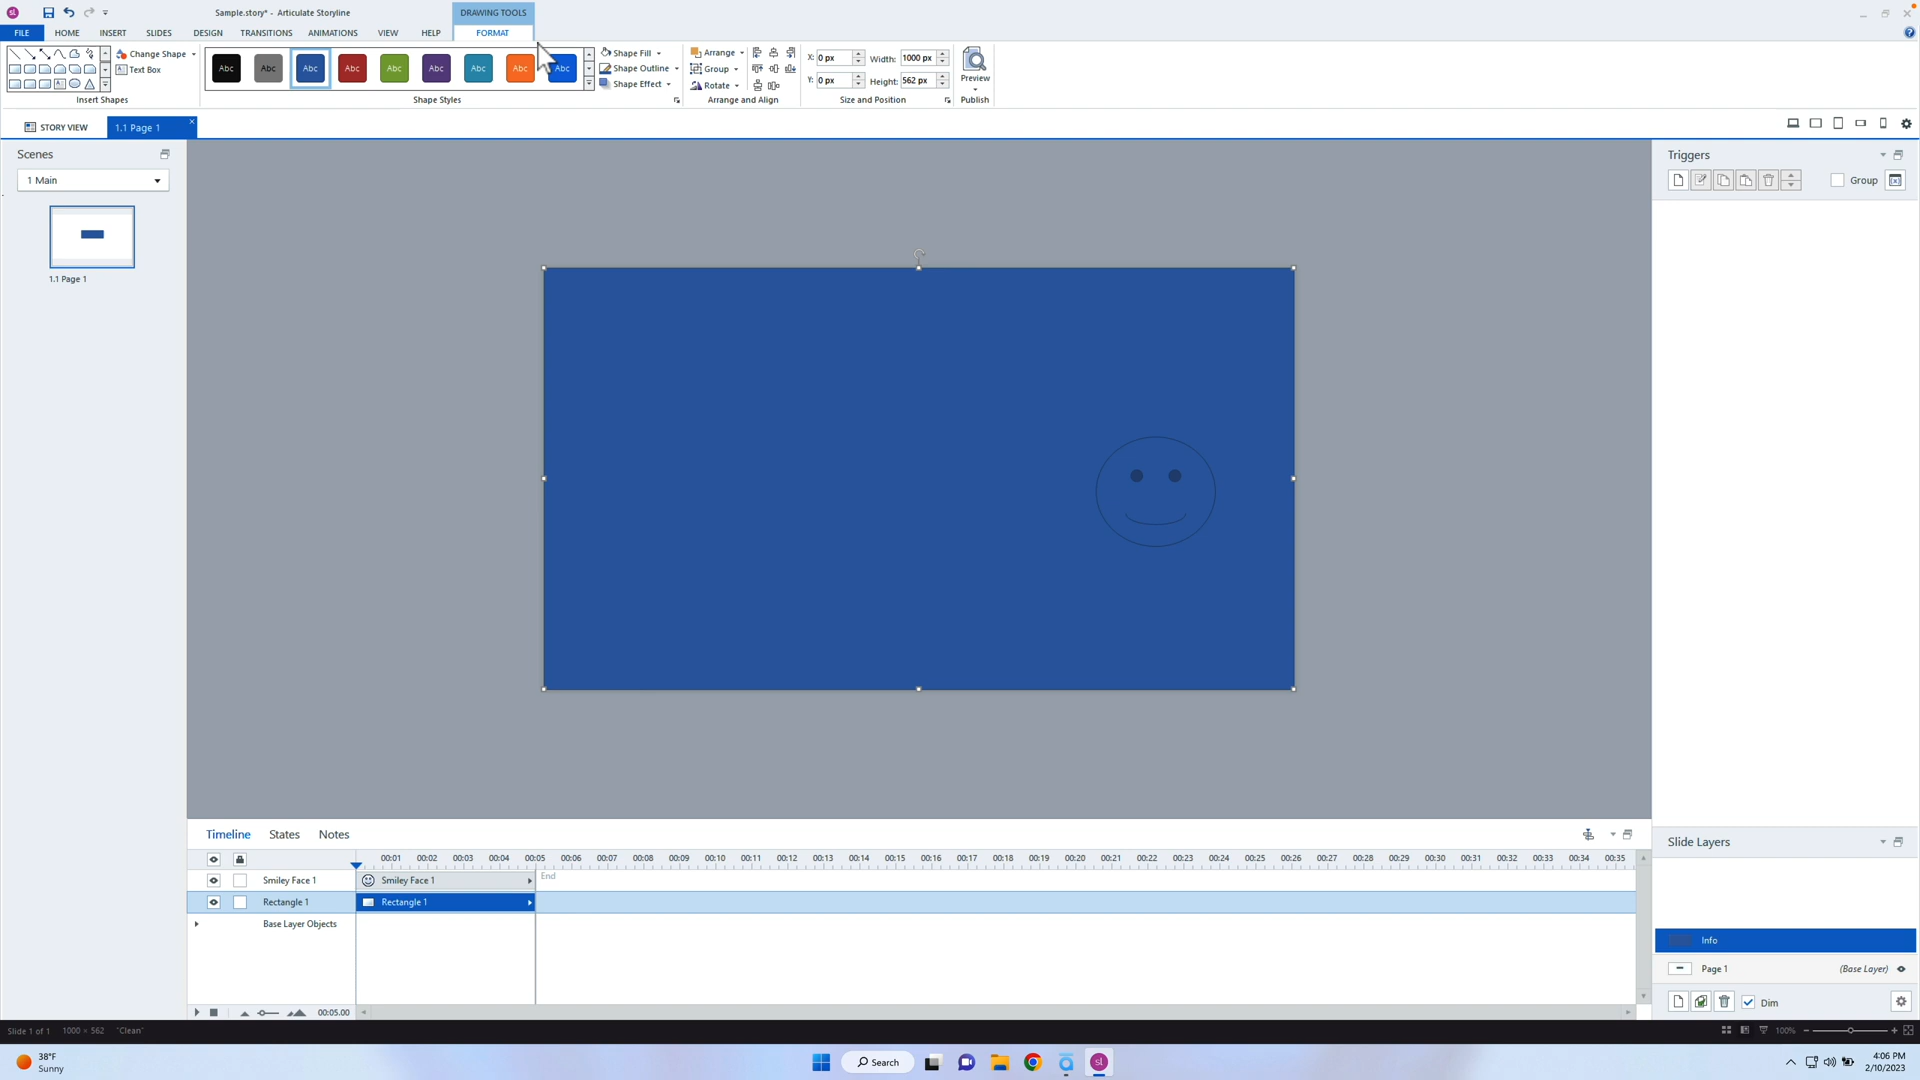 Sample.story* - Articulate Storyline
DRAWING TOOLS
FILE HOME INSERT SLIDES DESIGN TRANSITIONS ANIMATIONS VIEW HELP FORMAT
Change Shape
Text Box
Insert Shapes
Abc Abc Abc Abc Abc Abc Abc Abc Abc
Shape Styles
Shape Fill
Shape Outline
Shape Effect
Arrange
Group
Rotate
Arrange and Align
X: 0 px Width: 1000 px
Y: 0 px Height: 562 px
Size and Position
Preview
Publish
STORY VIEW
1.1 Page 1
Scenes
1 Main
1.1 Page 1
Triggers
Group
Timeline States Notes
00:01 00:02 00:03 00:04 00:05 00:06 00:07 00:08 00:09 00:10 00:11 00:12 00:13 00:14 00:15 00:16 00:17 00:18 00:19 00:20 00:21 00:22 00:23 00:24 00:25 00:26 00:27 00:28 00:29 00:30 00:31 00:32 00:33 00:34 00:35
Smiley Face 1 Smiley Face 1 End
Rectangle 1 Rectangle 1
Base Layer Objects
00:05.00
Slide Layers
Info
Page 1 (Base Layer)
Dim
Slide 1 of 1 1000 × 562 "Clean"
100%
38°F
Sunny
Search
4:06 PM
2/10/2023